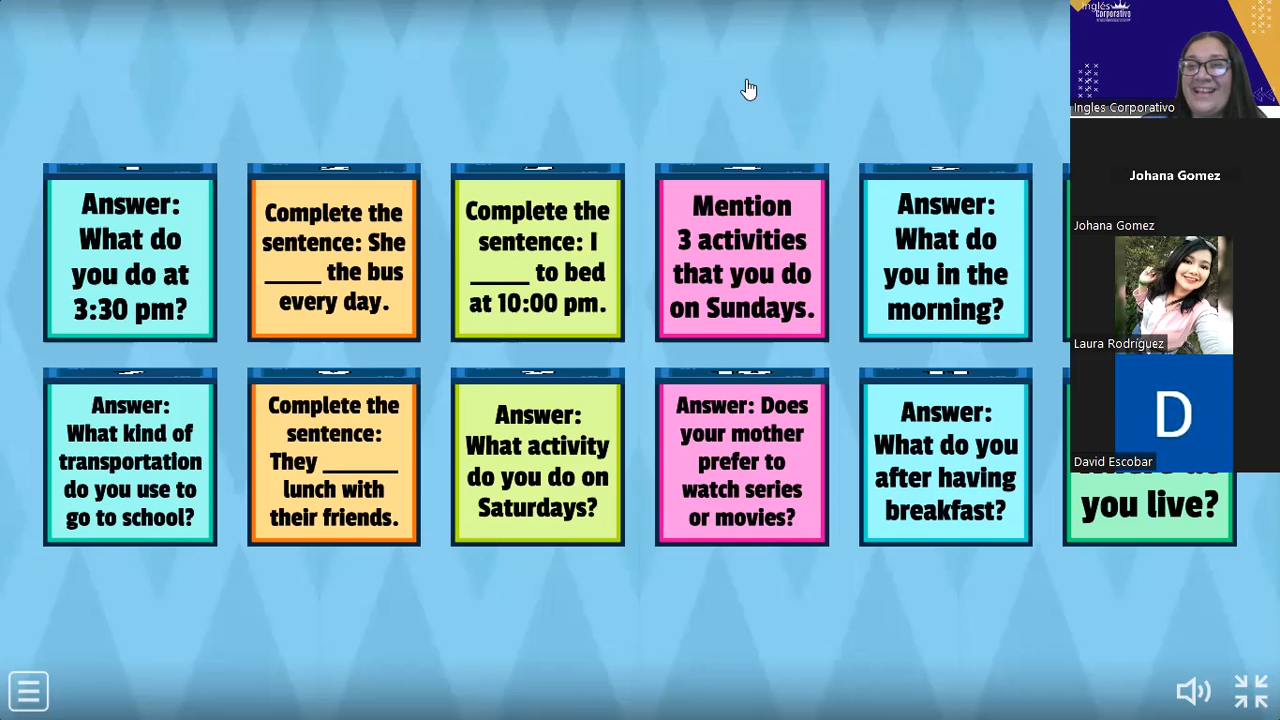 Inglés
Corporativo
Ingles Corporativo
Johana Gomez
Johana Gomez
Laura Rodríguez
D
David Escobar
Answer:
What do
you do at
3:30 pm?
Complete the
sentence: She
_____ the bus
every day.
Complete the
sentence: I
_____ to bed
at 10:00 pm.
Mention
3 activities
that you do
on Sundays.
Answer:
What do
you in the
morning?
Answer:
What kind of
transportation
do you use to
go to school?
Complete the
sentence:
They _______
lunch with
their friends.
Answer:
What activity
do you do on
Saturdays?
Answer: Does
your mother
prefer to
watch series
or movies?
Answer:
What do you
after having
breakfast?
you live?